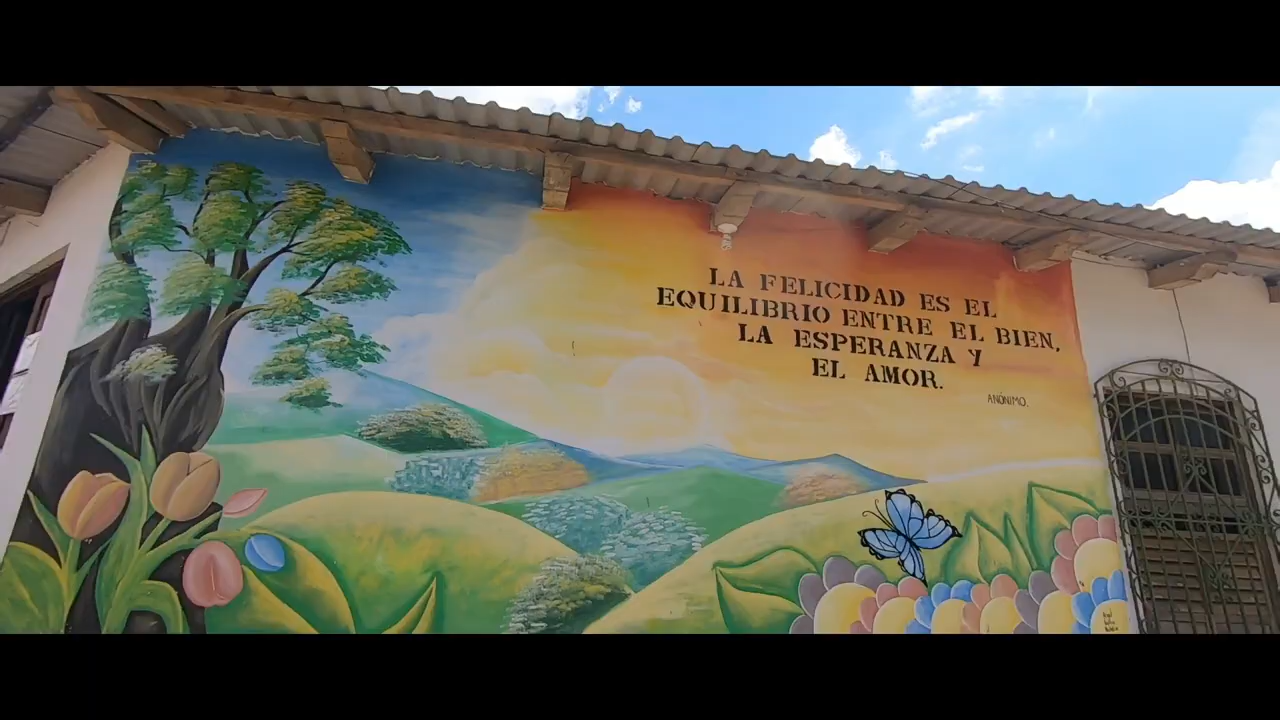 LA FELICIDAD ES EL
EQUILIBRIO ENTRE EL BIEN,
LA ESPERANZA Y
EL AMOR.
ANÓNIMO.